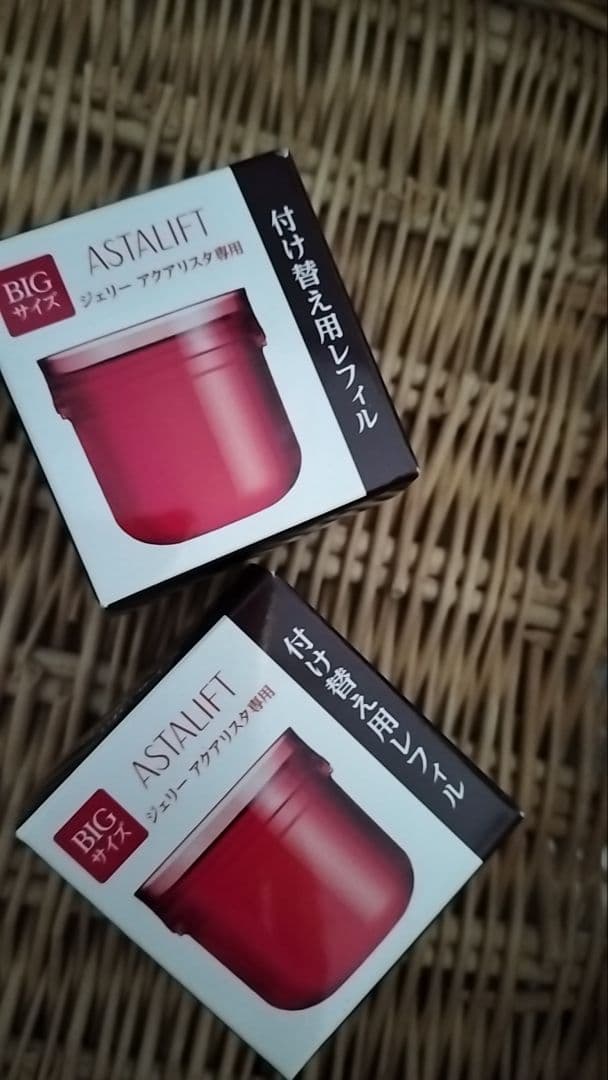 ASTALIFT
ジェリー アクアリスタ専用
BIG
サイズ
付け替え用レフィル
ASTALIFT
ジェリー アクアリスタ専用
BIG
サイズ
付け替え用レフィル